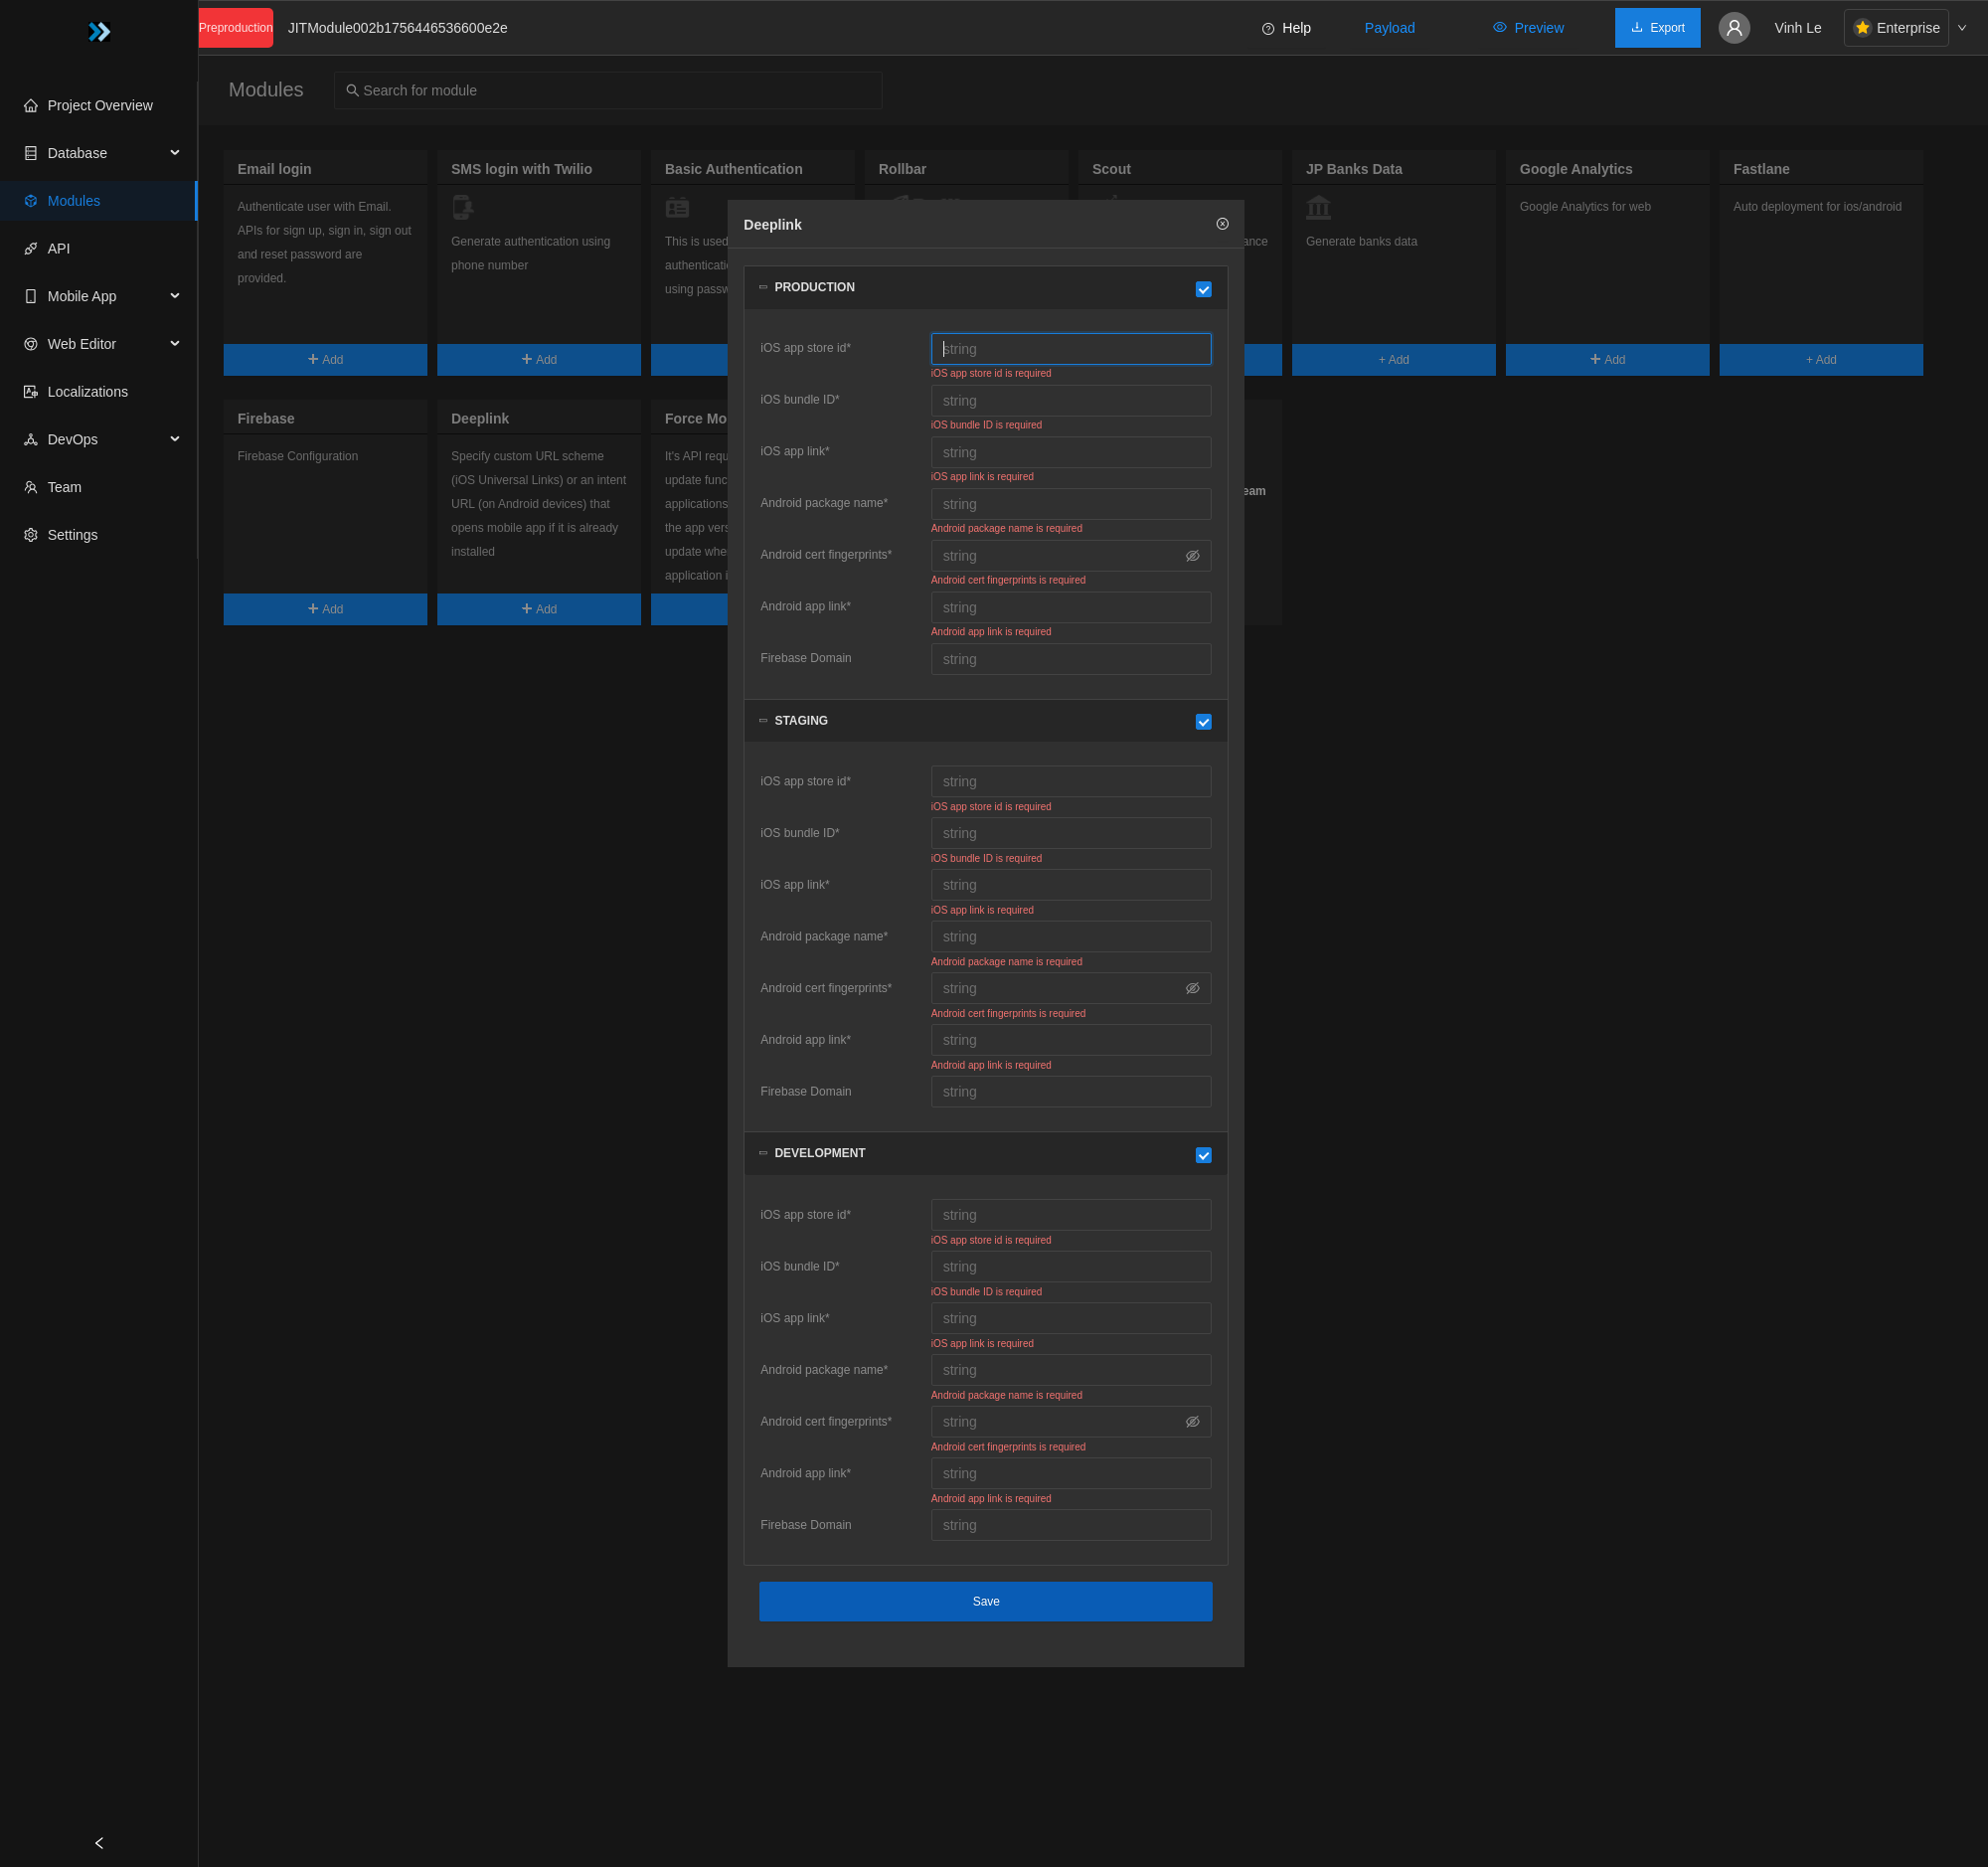 Preproduction JITModule002b1756446536600e2e Help Payload Preview Export Vinh Le Enterprise
Project Overview
Database
Modules
API
Mobile App
Web Editor
Localizations
DevOps
Team
Settings
Modules Search for module
Email login
Authenticate user with Email.
APIs for sign up, sign in, sign out
and reset password are
provided.
Add
SMS login with Twilio
Generate authentication using
phone number
Add
Basic Authentication
This is used
using
Rollbar
Scout
JP Banks Data
Generate banks data
+ Add
Google Analytics
Google Analytics for web
Add
Fastlane
Auto deployment for ios/android
+ Add
Firebase
Firebase Configuration
Add
Deeplink
Specify custom URL scheme
(iOS Universal Links) or an intent
URL (on Android devices) that
opens mobile app if it is already
installed
Add
Force
It's API
update
applications
the app
update
application
Deeplink
PRODUCTION
iOS app store id* string
iOS app store id is required
iOS bundle ID* string
iOS bundle ID is required
iOS app link* string
iOS app link is required
Android package name* string
Android package name is required
Android cert fingerprints* string
Android cert fingerprints is required
Android app link* string
Android app link is required
Firebase Domain string
STAGING
iOS app store id* string
iOS app store id is required
iOS bundle ID* string
iOS bundle ID is required
iOS app link* string
iOS app link is required
Android package name* string
Android package name is required
Android cert fingerprints* string
Android cert fingerprints is required
Android app link* string
Android app link is required
Firebase Domain string
DEVELOPMENT
iOS app store id* string
iOS app store id is required
iOS bundle ID* string
iOS bundle ID is required
iOS app link* string
iOS app link is required
Android package name* string
Android package name is required
Android cert fingerprints* string
Android cert fingerprints is required
Android app link* string
Android app link is required
Firebase Domain string
Save